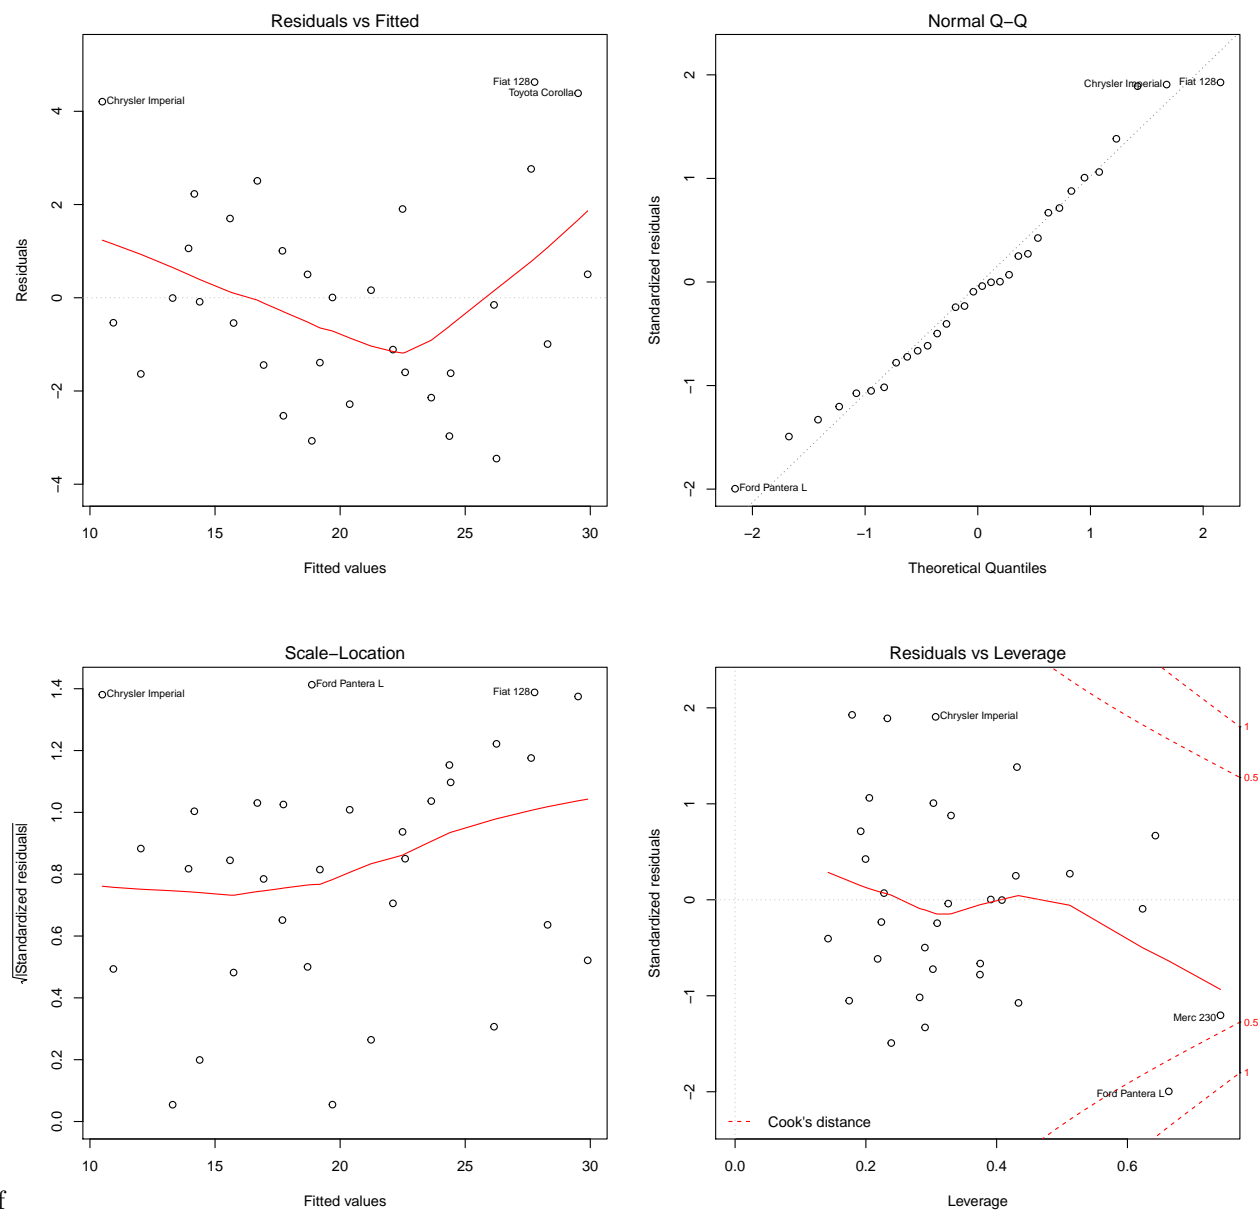 Residuals vs Fitted
Fiat 128
Toyota Corolla
Chrysler Imperial
Residuals
4
2
0
−2
−4
10 15 20 25 30
Fitted values
Normal Q−Q
Chrysler Imperial
Fiat 128
Ford Pantera L
Standardized residuals
2
1
0
−1
−2
−2 −1 0 1 2
Theoretical Quantiles
Scale−Location
Ford Pantera L
Chrysler Imperial
Fiat 128
√|Standardized residuals|
1.4
1.2
1.0
0.8
0.6
0.4
0.2
0.0
10 15 20 25 30
Fitted values
Residuals vs Leverage
Chrysler Imperial
Merc 230
Ford Pantera L
Cook's distance
1
0.5
0.5
1
Standardized residuals
2
1
0
−1
−2
0.0 0.2 0.4 0.6
Leverage
f